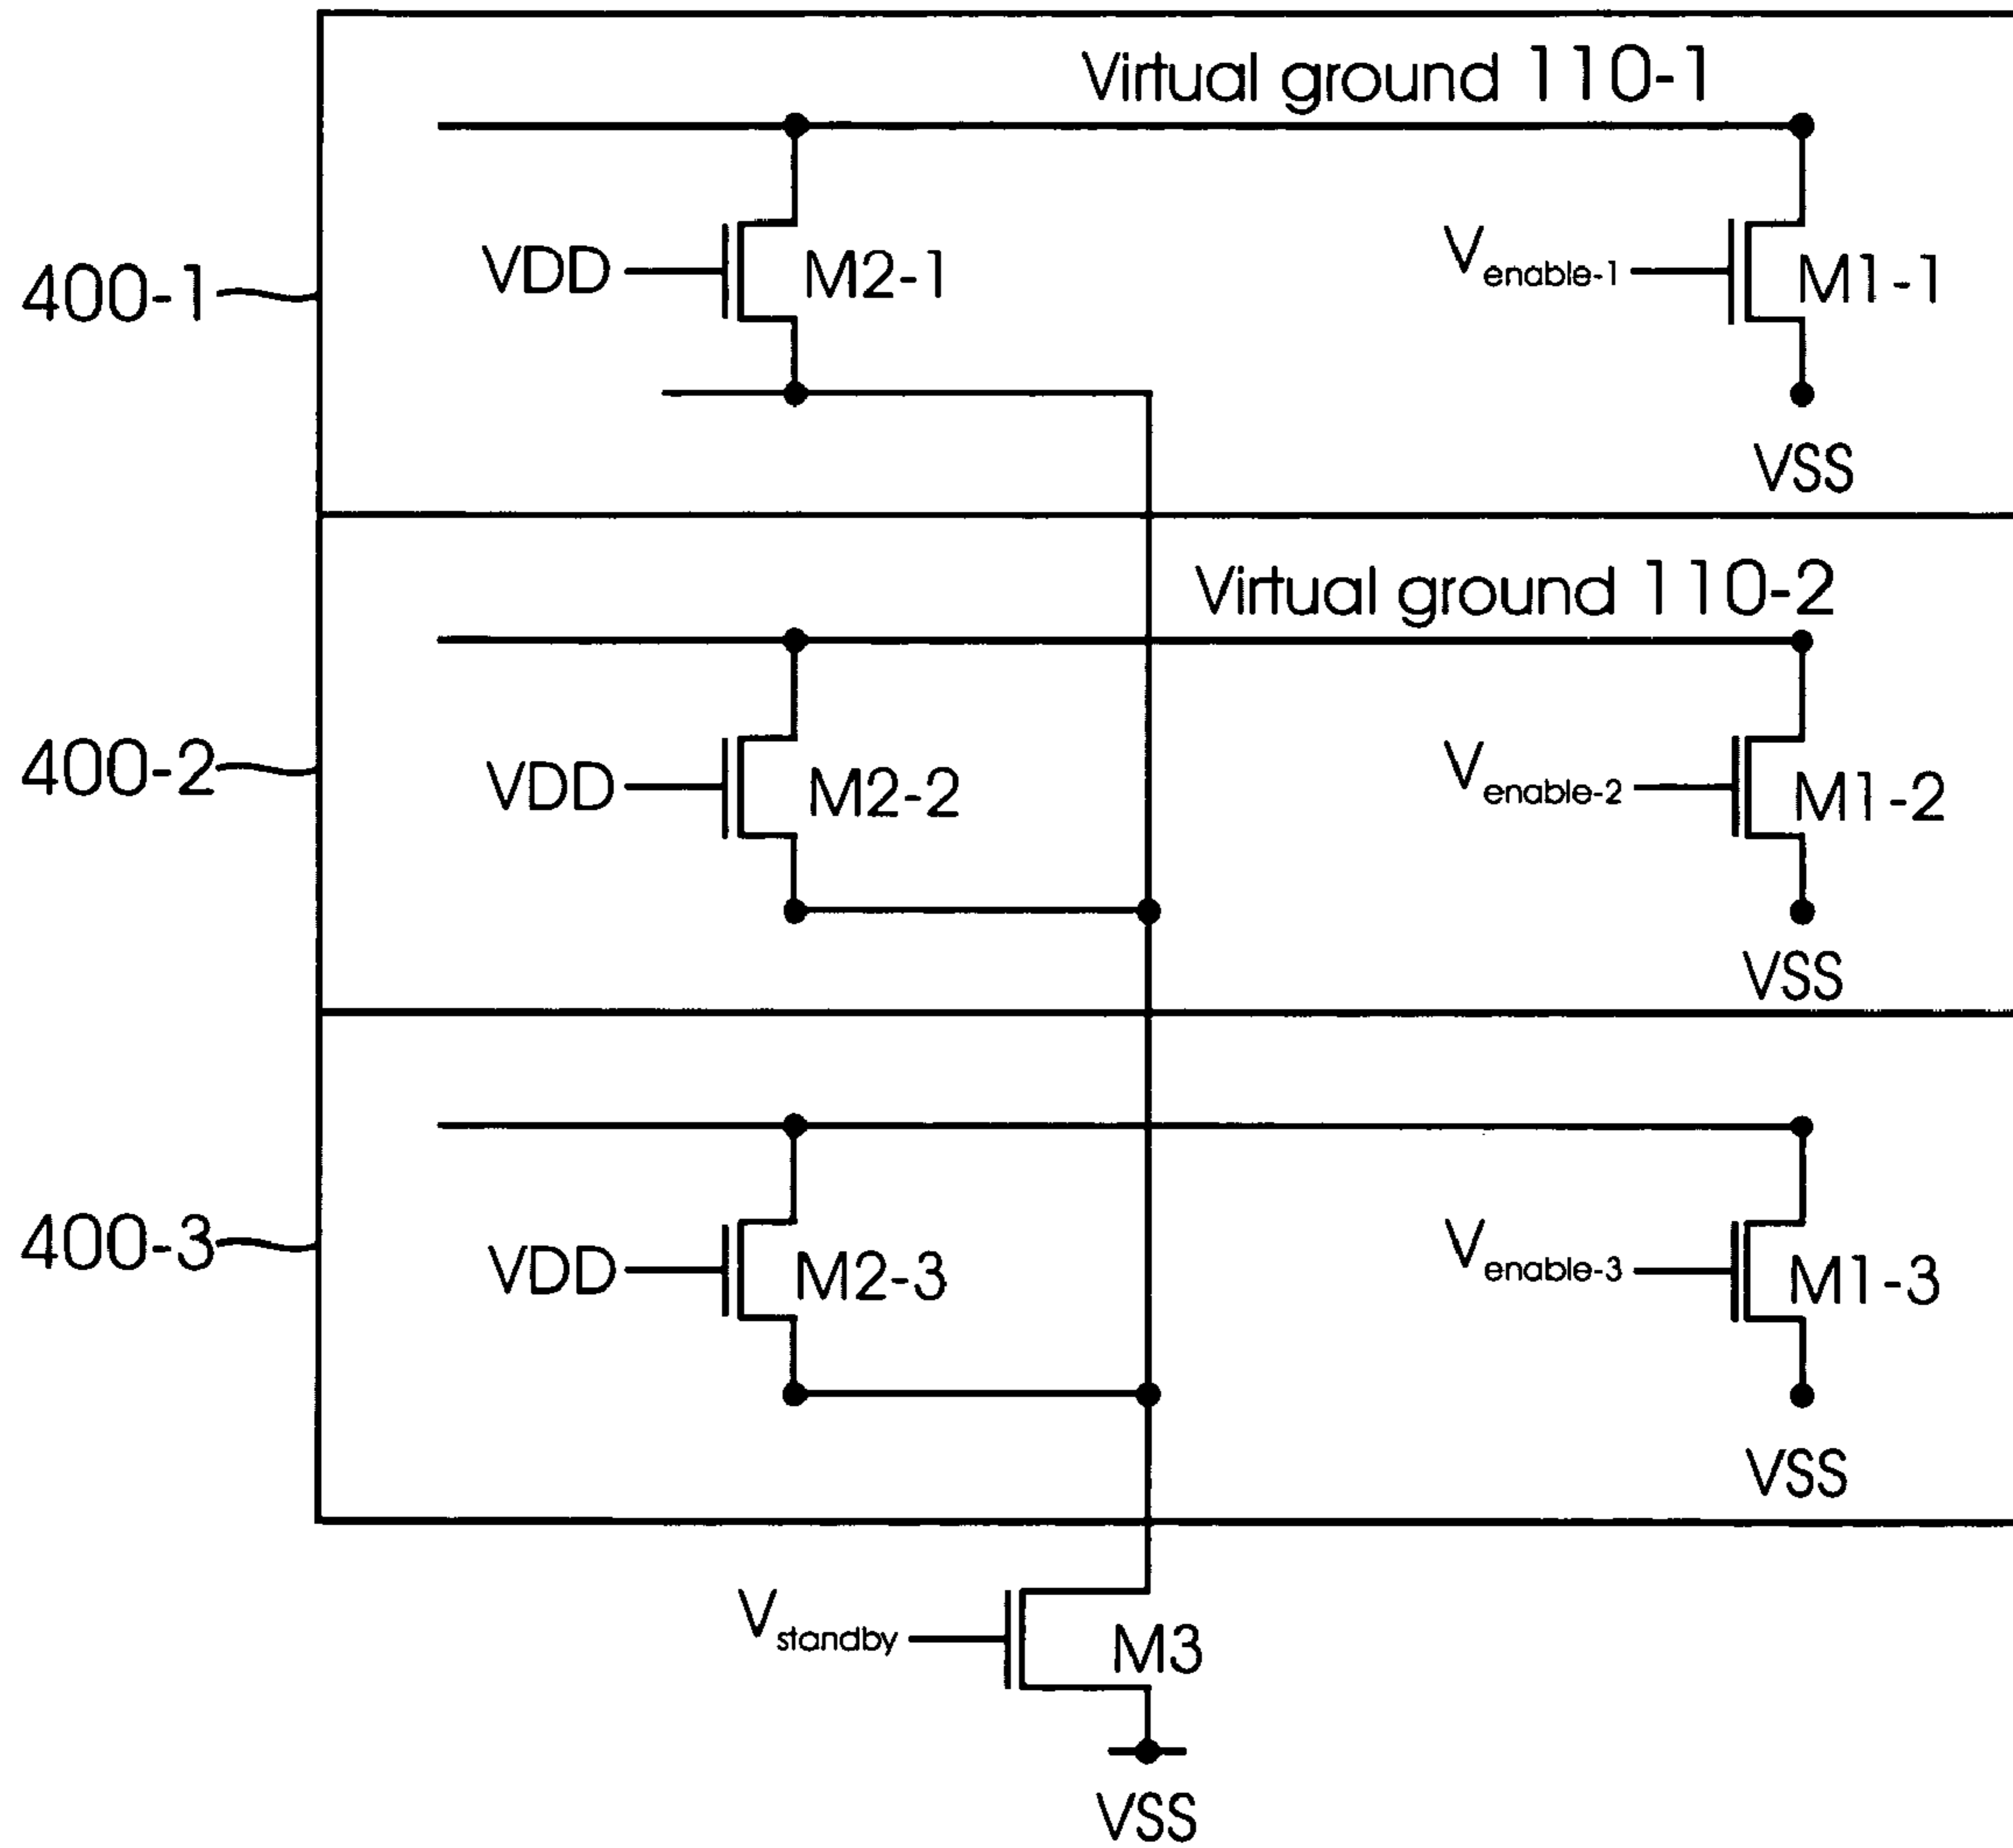 Virtual ground 110-1
400-1
VDD
M2-1
Venable-1
M1-1
VSS
Virtual ground 110-2
400-2
VDD
M2-2
Venable-2
M1-2
VSS
400-3
VDD
M2-3
Venable-3
M1-3
VSS
Vstandby
M3
VSS